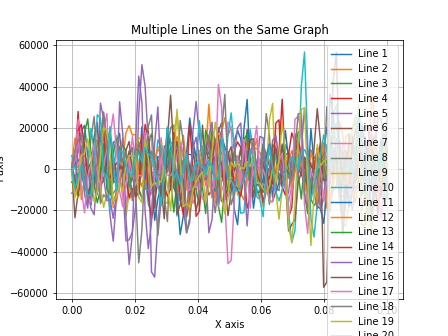 Multiple Lines on the Same Graph
60000
40000
20000
0
−20000
−40000
−60000
0.00
0.02
0.04
0.06
0.08
X axis
axis
Line 1
Line 2
Line 3
Line 4
Line 5
Line 6
Line 7
Line 8
Line 9
Line 10
Line 11
Line 12
Line 13
Line 14
Line 15
Line 16
Line 17
Line 18
Line 19
Line 20